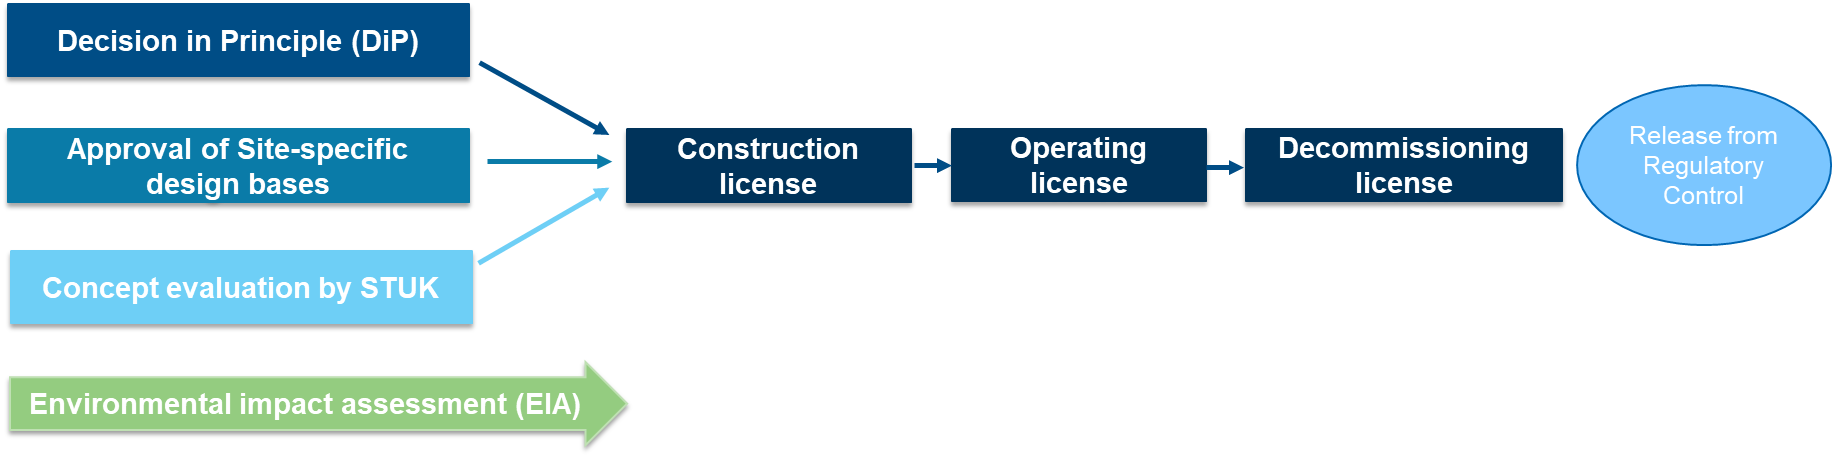 Decision in Principle (DiP)
Approval of Site-specific
design bases
Concept evaluation by STUK
Environmental impact assessment (EIA)
Construction
license
Operating
license
Decommissioning
license
Release from
Regulatory
Control